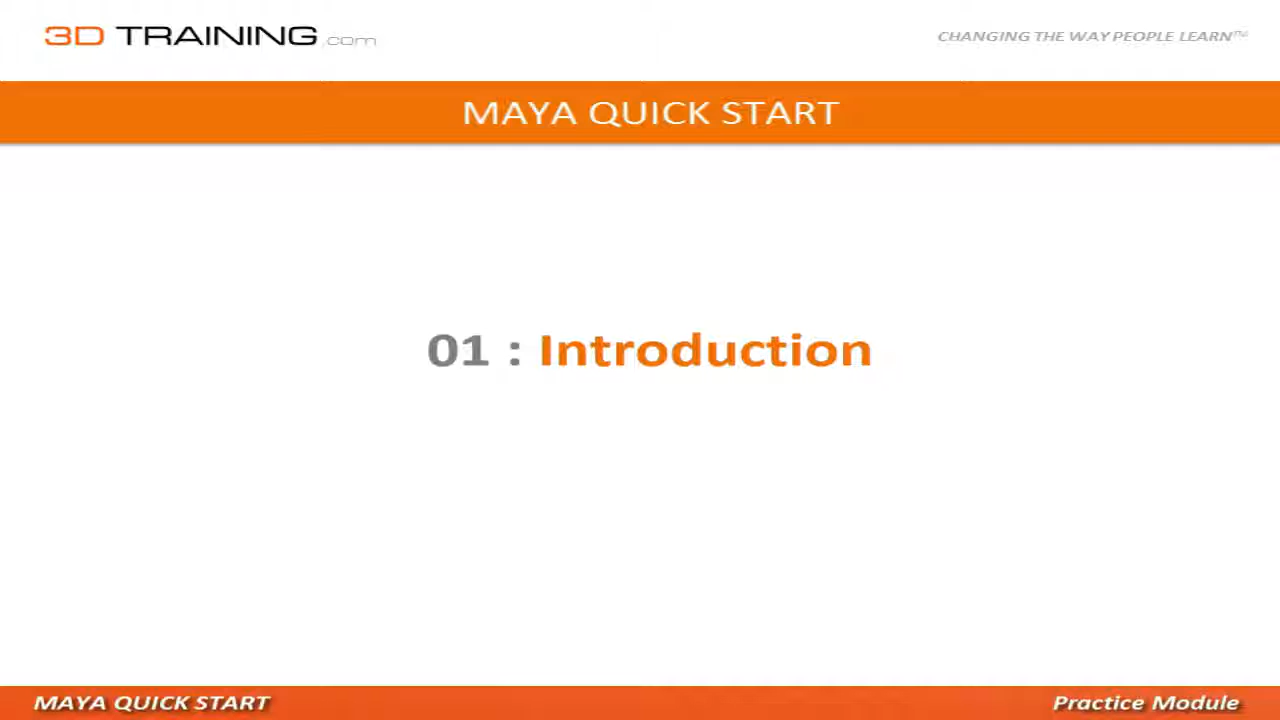 3D TRAINING.com
CHANGING THE WAY PEOPLE LEARN™
MAYA QUICK START
01 : Introduction
MAYA QUICK START
Practice Module